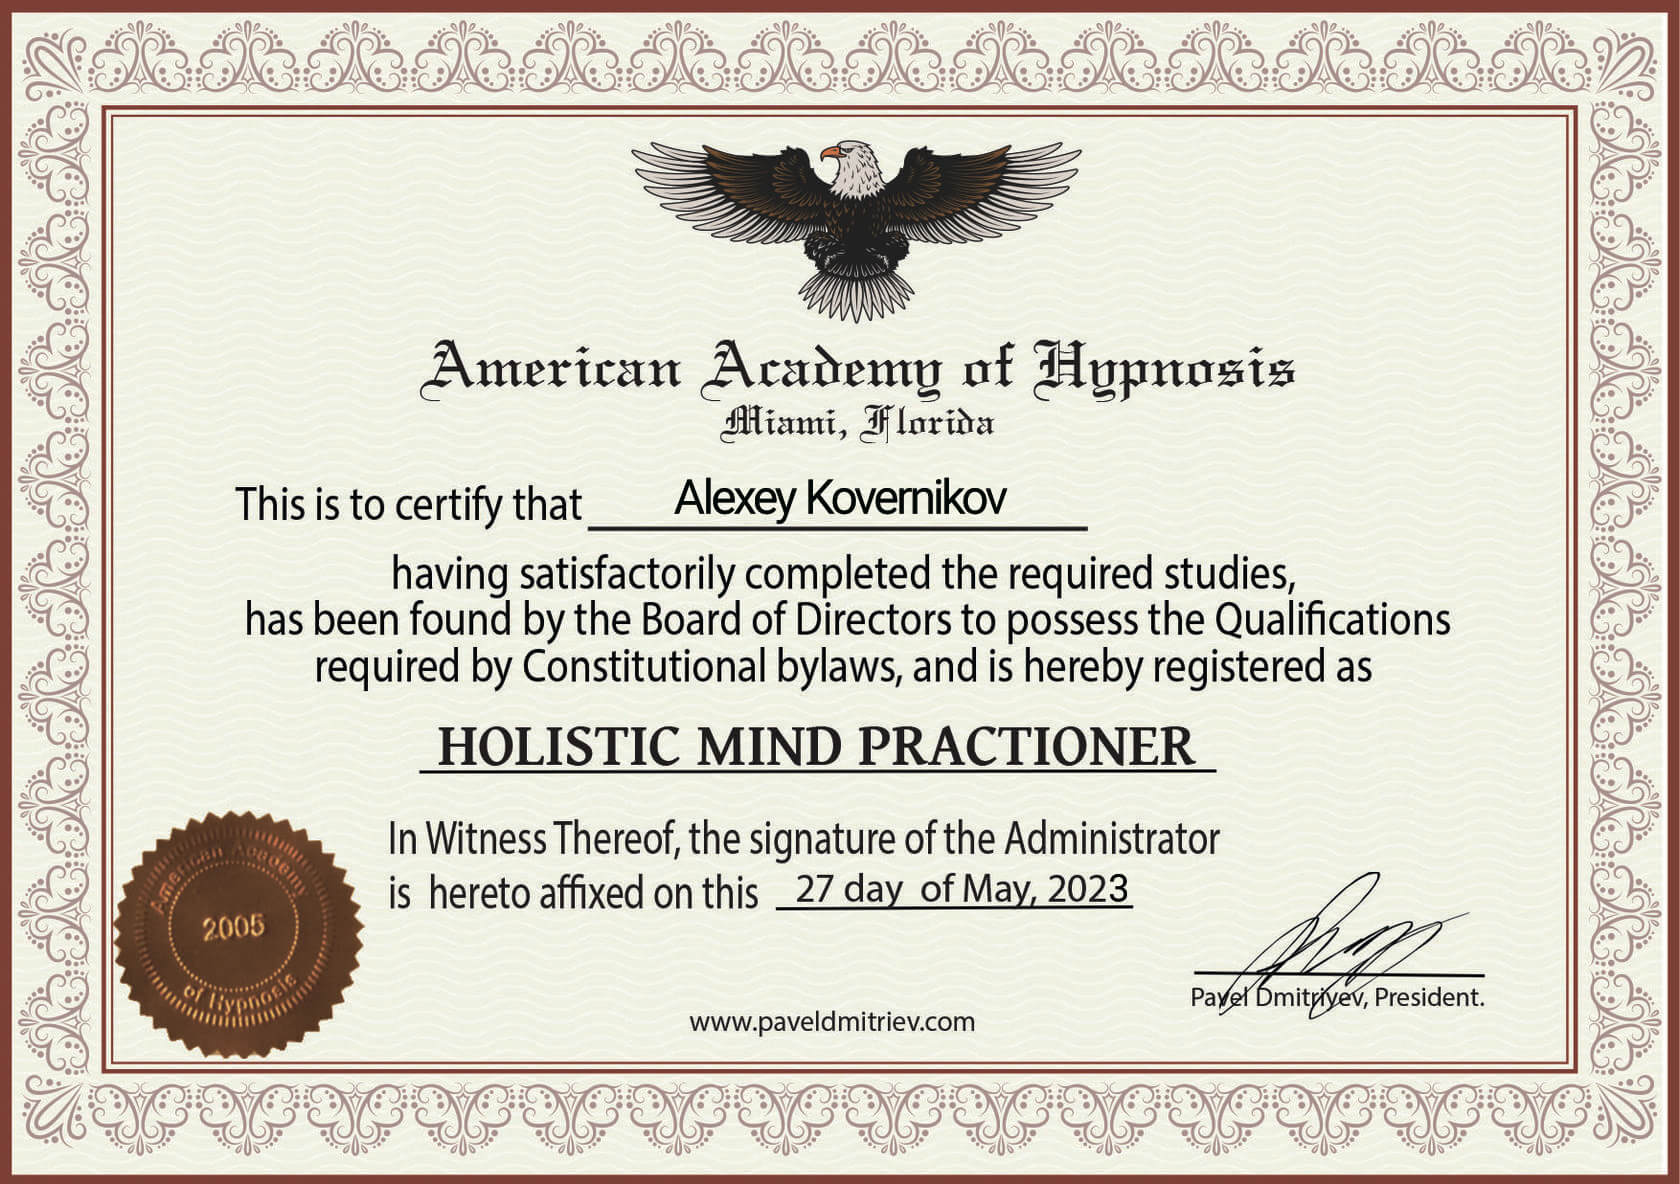 American Academy of Hypnosis
Miami, Florida
This is to certify that Alexey Kovernikov
having satisfactorily completed the required studies,
has been found by the Board of Directors to possess the Qualifications
required by Constitutional bylaws, and is hereby registered as
HOLISTIC MIND PRACTIONER
In Witness Thereof, the signature of the Administrator
is hereto affixed on this 27 day of May, 2023
American Academy
2005
of Hypnosis
Pavel Dmitriyev, President.
www.paveldmitriev.com